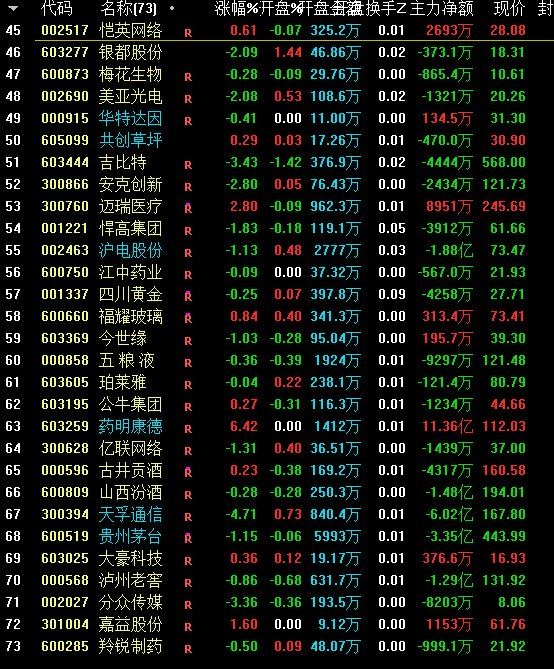 代码 名称(73) 涨幅% 开盘% 开盘金额 开盘换手Z 主力净额 现价 封
45 002517 恺英网络 R 0.61 -0.07 325.2万 0.01 2693万 28.08
46 603277 银都股份 R -2.09 1.44 46.86万 0.02 -373.1万 18.31
47 600873 梅花生物 R -0.28 -0.09 29.76万 0.00 -865.4万 10.61
48 002690 美亚光电 R -2.08 0.53 108.6万 0.02 -1321万 20.26
49 000915 华特达因 R -0.41 0.00 11.00万 0.00 134.5万 31.30
50 605099 共创草坪 0.29 0.03 17.26万 0.01 -470.0万 30.90
51 603444 吉比特 R -3.43 -1.42 376.9万 0.02 -4444万 568.00
52 300866 安克创新 R -2.80 0.05 76.43万 0.00 -2434万 121.73
53 300760 迈瑞医疗 R 2.80 -0.09 962.3万 0.03 8951万 245.69
54 001221 悍高集团 R -1.83 -0.18 119.1万 0.05 -3912万 61.66
55 002463 沪电股份 R -1.13 0.48 2777万 0.03 -1.88亿 73.47
56 600750 江中药业 R -0.09 0.00 37.32万 0.00 -567.0万 21.93
57 001337 四川黄金 R -0.25 0.07 397.8万 0.09 -4258万 27.71
58 600660 福耀玻璃 R 0.84 0.40 341.3万 0.00 313.4万 73.41
59 603369 今世缘 R -1.03 -0.28 95.04万 0.00 195.7万 39.30
60 000858 五粮液 R -0.36 -0.39 1924万 0.01 -9297万 121.48
61 603605 珀莱雅 R -0.04 0.22 238.1万 0.01 -121.4万 80.79
62 603195 公牛集团 R 0.27 -0.31 116.3万 0.01 -1234万 44.66
63 603259 药明康德 R 6.42 0.00 1412万 0.01 11.36亿 112.03
64 300628 亿联网络 R -1.31 0.40 36.51万 0.00 -1439万 37.00
65 000596 古井贡酒 R 0.23 -0.38 169.2万 0.01 -4317万 160.58
66 600809 山西汾酒 R -0.28 -0.28 250.3万 0.00 -1.48亿 194.01
67 300394 天孚通信 R -4.71 0.73 840.4万 0.01 -6.02亿 167.80
68 600519 贵州茅台 R -1.15 -0.06 5993万 0.00 -3.35亿 443.99
69 603025 大豪科技 R 0.36 0.12 19.17万 0.01 376.6万 16.93
70 000568 泸州老窖 R -0.86 -0.68 631.7万 0.01 -1.29亿 131.92
71 002027 分众传媒 R -3.36 -0.36 193.5万 0.00 -8203万 8.06
72 301004 嘉益股份 R 1.60 0.00 9.12万 0.00 1153万 61.76
73 600285 羚锐制药 R -0.50 0.09 48.07万 0.00 -999.1万 21.92